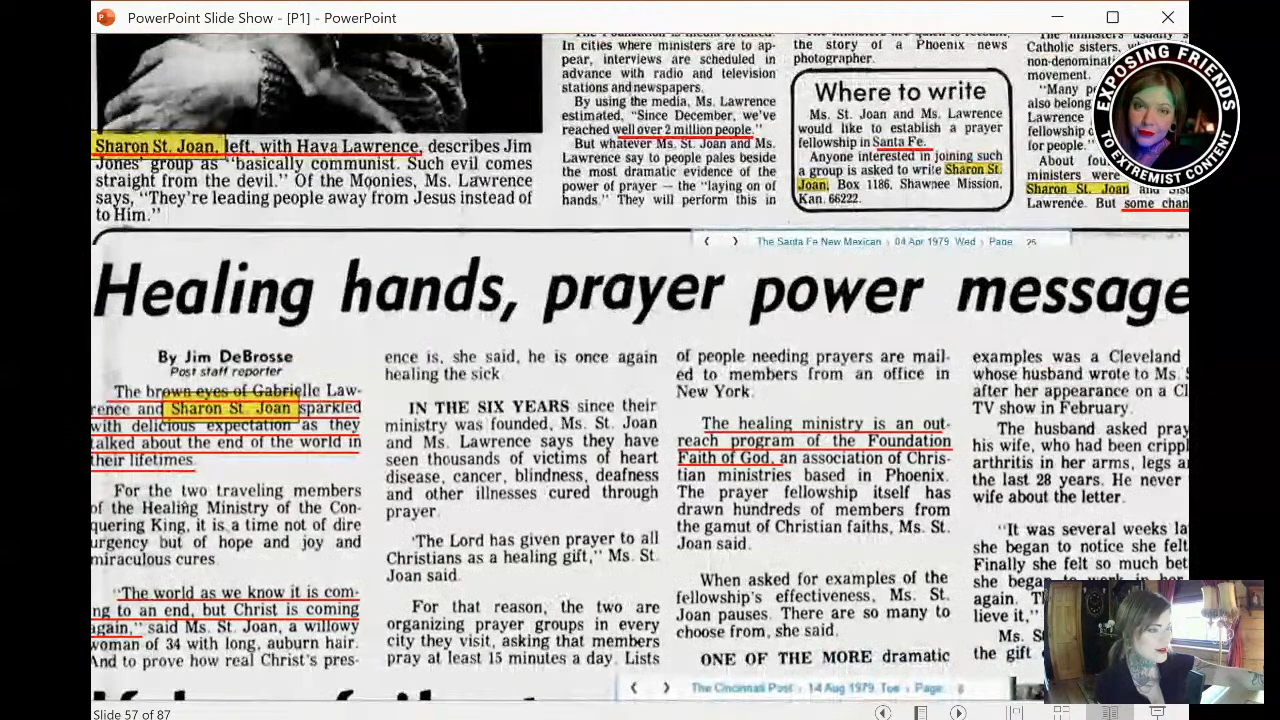 PowerPoint Slide Show - [P1] - PowerPoint
In cities where ministers are to ap-
pear, interviews are scheduled in
advance with radio and television
stations and newspapers.
By using the media, Ms. Lawrence
estimated, "Since December, we've
reached well over 2 million people."
But whatever Ms. St. Joan and Ms.
Lawrence say to people pales beside
the most dramatic evidence of the
power of prayer — the "laying on of
hands." They will perform this in
Sharon St. Joan, left, with Hava Lawrence, describes Jim
Jones' group as "basically communist. Such evil comes
straight from the devil." Of the Moonies, Ms. Lawrence
says, "They're leading people away from Jesus instead of
to Him."
the story of a Phoenix news
photographer.
Where to write
Ms. St. Joan and Ms. Lawrence
would like to establish a prayer
fellowship in Santa Fe.
Anyone interested in joining such
a group is asked to write Sharon St.
Joan, Box 1186, Shawnee Mission,
Kan. 66222.
Catholic sisters,
non-denominati
movement.
"Many pe
also belong
Lawrence
fellowship
for people."
About fou
ministers were
Sharon St. Joan and Sis
Lawrence. But some chan
EXPOSING FRIENDS
TO EXTREMIST CONTENT
The Santa Fe New Mexican › 04 Apr 1979, Wed › Page 25
Healing hands, prayer power message
By Jim DeBrosse
Post staff reporter
The brown eyes of Gabrielle Law-
rence and Sharon St. Joan sparkled
with delicious expectation as they
talked about the end of the world in
their lifetimes.
For the two traveling members
of the Healing Ministry of the Con-
quering King, it is a time not of dire
urgency but of hope and joy and
miraculous cures.
"The world as we know it is com-
ng to an end, but Christ is coming
again," said Ms. St. Joan, a willowy
woman of 34 with long, auburn hair.
And to prove how real Christ's pres-
ence is, she said, he is once again
healing the sick.
IN THE SIX YEARS since their
ministry was founded, Ms. St. Joan
and Ms. Lawrence says they have
seen thousands of victims of heart
disease, cancer, blindness, deafness
and other illnesses cured through
prayer.
"The Lord has given prayer to all
Christians as a healing gift," Ms. St.
Joan said.
For that reason, the two are
organizing prayer groups in every
city they visit, asking that members
pray at least 15 minutes a day. Lists
of people needing prayers are mail-
ed to members from an office in
New York.
The healing ministry is an out-
reach program of the Foundation
Faith of God, an association of Chris-
tian ministries based in Phoenix.
The prayer fellowship itself has
drawn hundreds of members from
the gamut of Christian faiths, Ms. St.
Joan said.
When asked for examples of the
fellowship's effectiveness, Ms. St.
Joan pauses. There are so many to
choose from, she said.
ONE OF THE MORE dramatic
examples was a Cleveland
whose husband wrote to Ms. S
after her appearance on a Cl
TV show in February.
The husband asked pray
his wife, who had been crippl
arthritis in her arms, legs a
the last 28 years. He never
wife about the letter.
"It was several weeks la
she began to notice she felt
Finally she felt so much bet
she began to work in her
again. Th
lieve it,"
Ms. St
the gift
The Cincinnati Post › 14 Aug 1979, Tue › Page 8
Slide 57 of 87